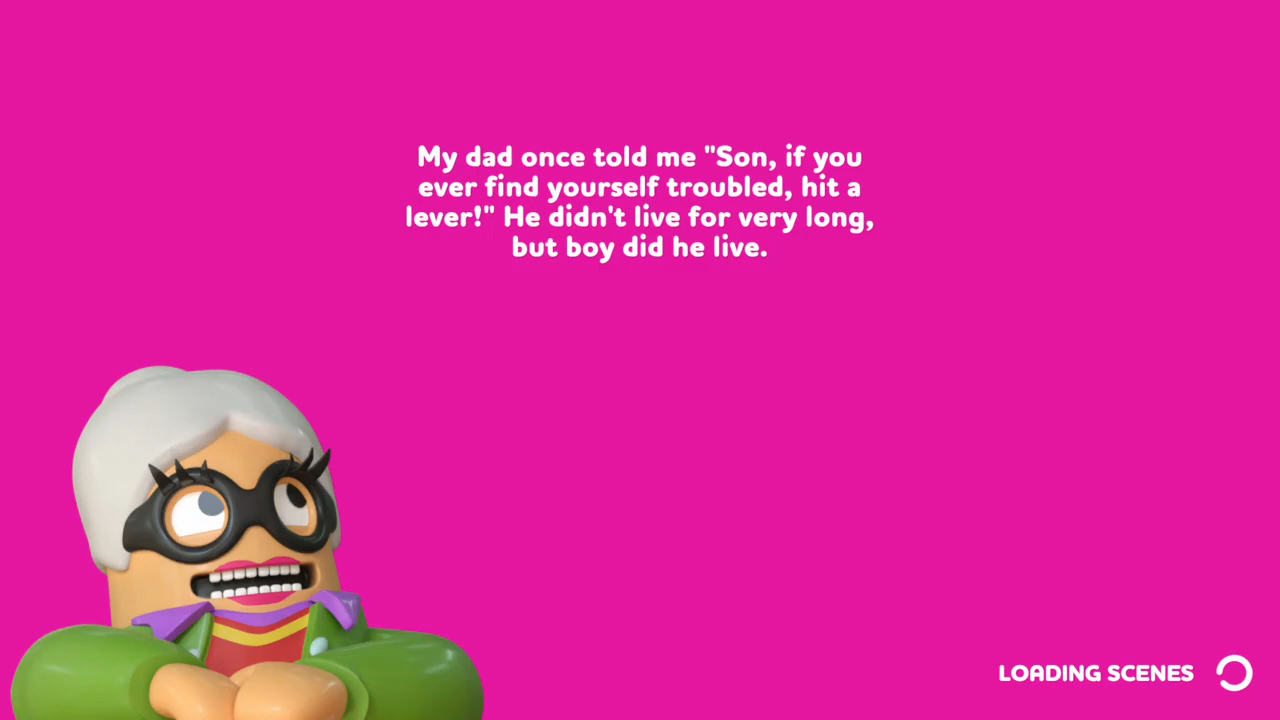 My dad once told me "Son, if you
ever find yourself troubled, hit a
lever!" He didn't live for very long,
but boy did he live.
LOADING SCENES